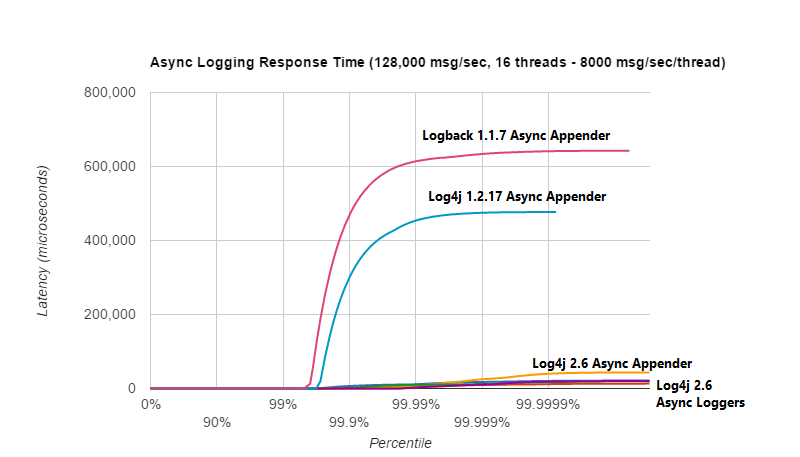 Async Logging Response Time (128,000 msg/sec, 16 threads - 8000 msg/sec/thread)
800,000
Logback 1.1.7 Async Appender
600,000
Log4j 1.2.17 Async Appender
400,000
200,000
Log4j 2.6 Async Appender
0
Log4j 2.6
Async Loggers
Latency (microseconds)
0% 99% 99.99% 99.9999%
90% 99.9% 99.999%
Percentile